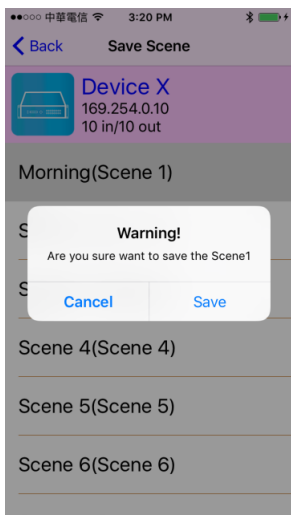 中華電信 3:20 PM
Back Save Scene
Device X
169.254.0.10
10 in/10 out
Morning(Scene 1)
S
Warning!
Are you sure want to save the Scene1
S
Cancel Save
Scene 4(Scene 4)
Scene 5(Scene 5)
Scene 6(Scene 6)